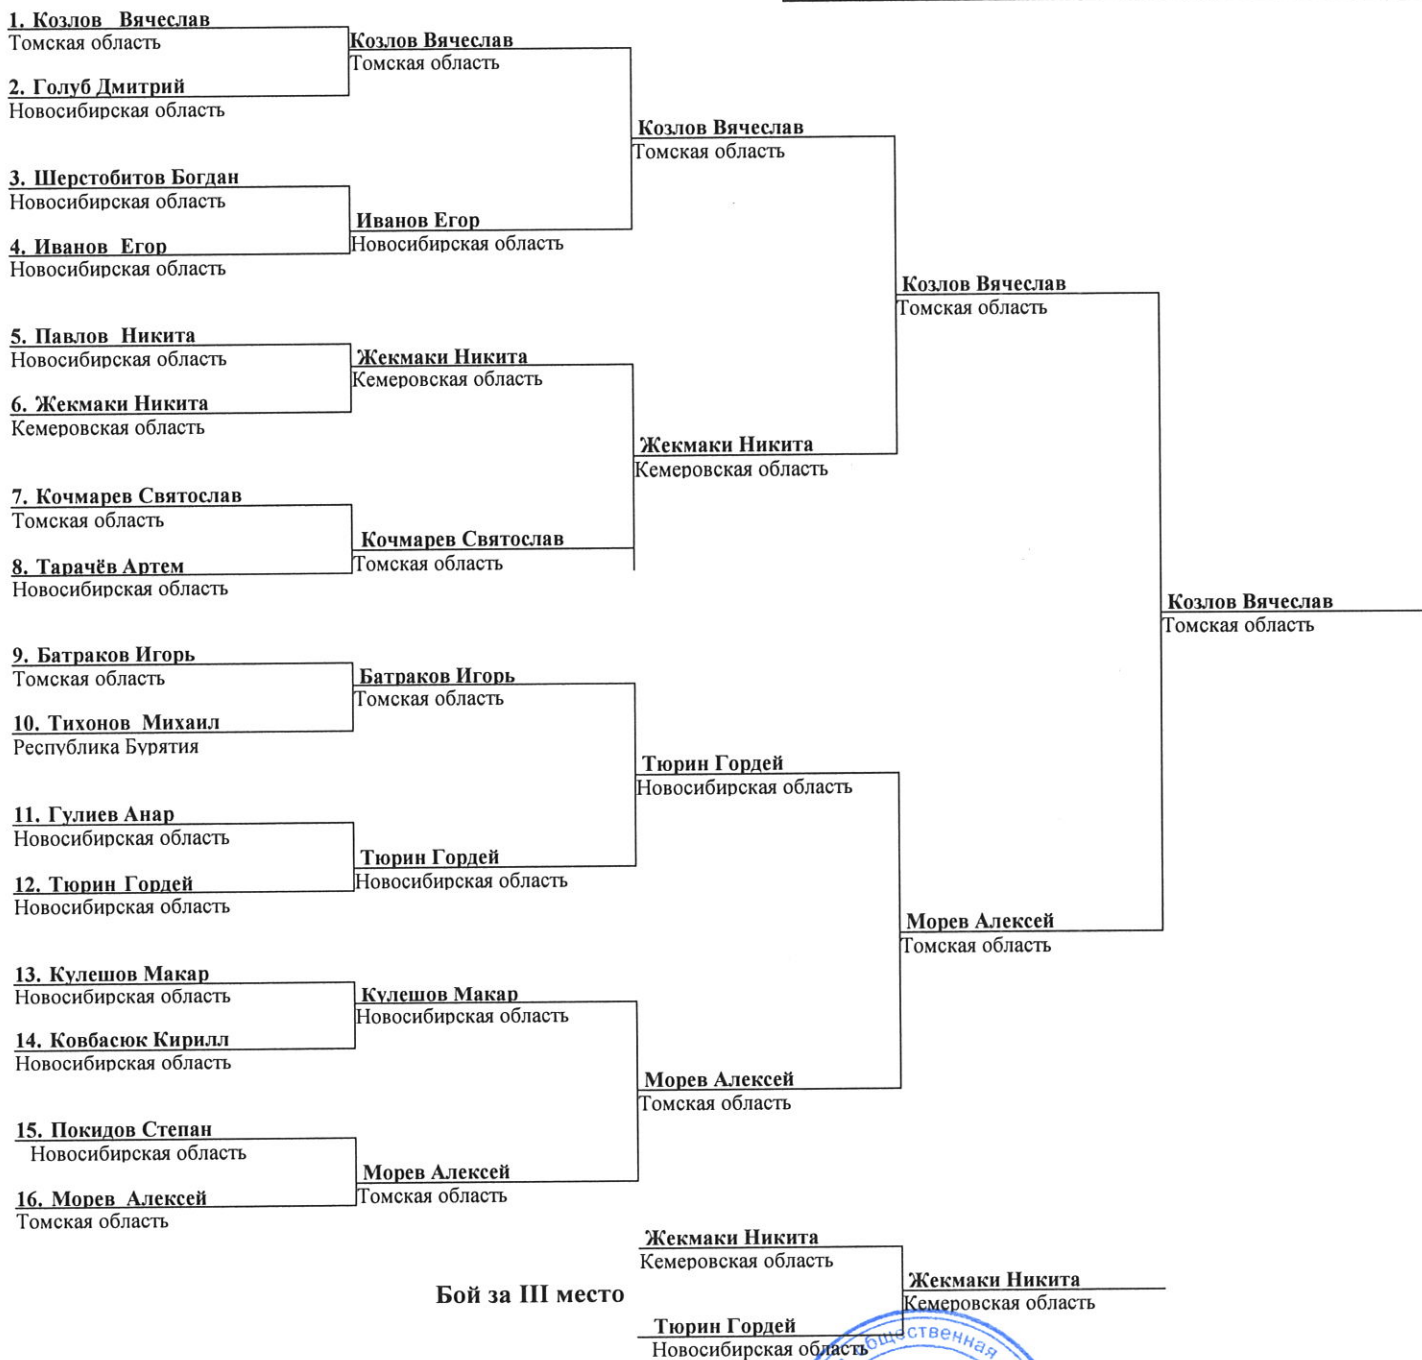 1. Козлов Вячеслав
Томская область
2. Голуб Дмитрий
Новосибирская область
3. Шерстобитов Богдан
Новосибирская область
4. Иванов Егор
Новосибирская область
5. Павлов Никита
Новосибирская область
6. Жекмаки Никита
Кемеровская область
7. Кочмарев Святослав
Томская область
8. Тарачёв Артем
Новосибирская область
9. Батраков Игорь
Томская область
10. Тихонов Михаил
Республика Бурятия
11. Гулиев Анар
Новосибирская область
12. Тюрин Гордей
Новосибирская область
13. Кулешов Макар
Новосибирская область
14. Ковбасюк Кирилл
Новосибирская область
15. Покидов Степан
Новосибирская область
16. Морев Алексей
Томская область
Козлов Вячеслав
Томская область
Иванов Егор
Новосибирская область
Жекмаки Никита
Кемеровская область
Кочмарев Святослав
Томская область
Батраков Игорь
Томская область
Тюрин Гордей
Новосибирская область
Кулешов Макар
Новосибирская область
Морев Алексей
Томская область
Козлов Вячеслав
Томская область
Жекмаки Никита
Кемеровская область
Тюрин Гордей
Новосибирская область
Морев Алексей
Томская область
Козлов Вячеслав
Томская область
Морев Алексей
Томская область
Козлов Вячеслав
Томская область
Бой за III место
Жекмаки Никита
Кемеровская область
Тюрин Гордей
Новосибирская область
Жекмаки Никита
Кемеровская область
общественная